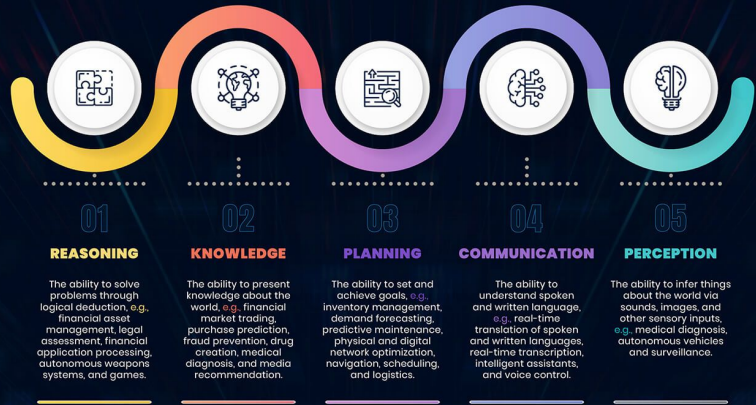 01
REASONING
The ability to solve
problems through
logical deduction, e.g.,
financial asset
management, legal
assessment, financial
application processing,
autonomous weapons
systems, and games.
02
KNOWLEDGE
The ability to present
knowledge about the
world, e.g., financial
market trading,
purchase prediction,
fraud prevention, drug
creation, medical
diagnosis, and media
recommendation.
03
PLANNING
The ability to set and
achieve goals, e.g.,
inventory management,
demand forecasting,
predictive maintenance,
physical and digital
network optimization,
navigation, scheduling,
and logistics.
04
COMMUNICATION
The ability to
understand spoken
and written language,
e.g., real-time
translation of spoken
and written languages,
real-time transcription,
intelligent assistants,
and voice control.
05
PERCEPTION
The ability to infer things
about the world via
sounds, images, and
other sensory inputs,
e.g., medical diagnosis,
autonomous vehicles
and surveillance.